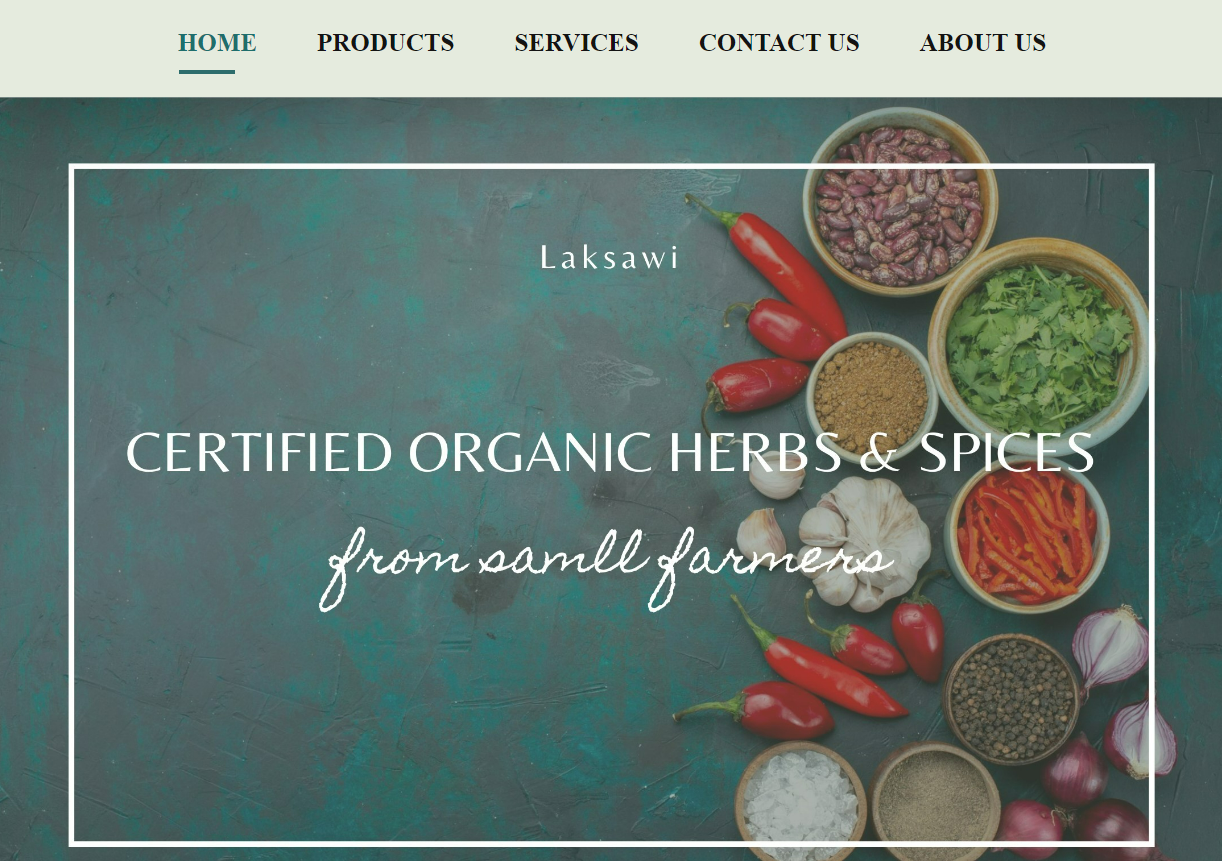 HOME PRODUCTS SERVICES CONTACT US ABOUT US
Laksawi
CERTIFIED ORGANIC HERBS & SPICES
from samll farmers